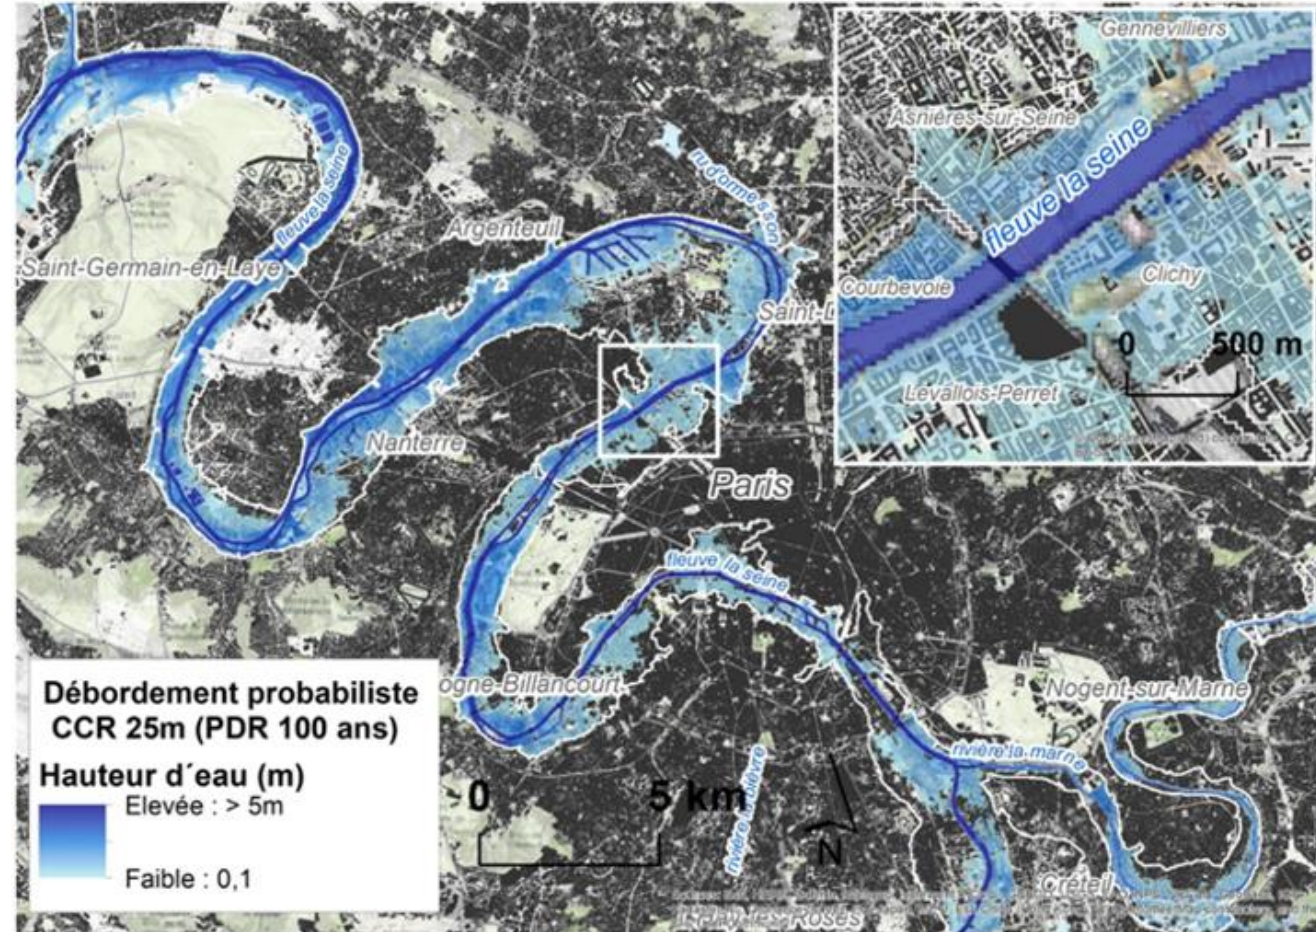 Gennevilliers
Asnières-sur-Seine
fleuve la seine
Courbevoie
Clichy
Levallois-Perret
0 500 m
ru d'ormesson
fleuve la seine
Argenteuil
Saint-Germain-en-Laye
Saint-D
Nanterre
Paris
fleuve la seine
ogne-Billancourt
Nogent-sur-Marne
rivière la marne
rivière la bièvre
0 5 km
N
Créteil
L'Haÿ-les-Roses
Débordement probabiliste
CCR 25m (PDR 100 ans)
Hauteur d´eau (m)
Elevée : > 5m
Faible : 0,1